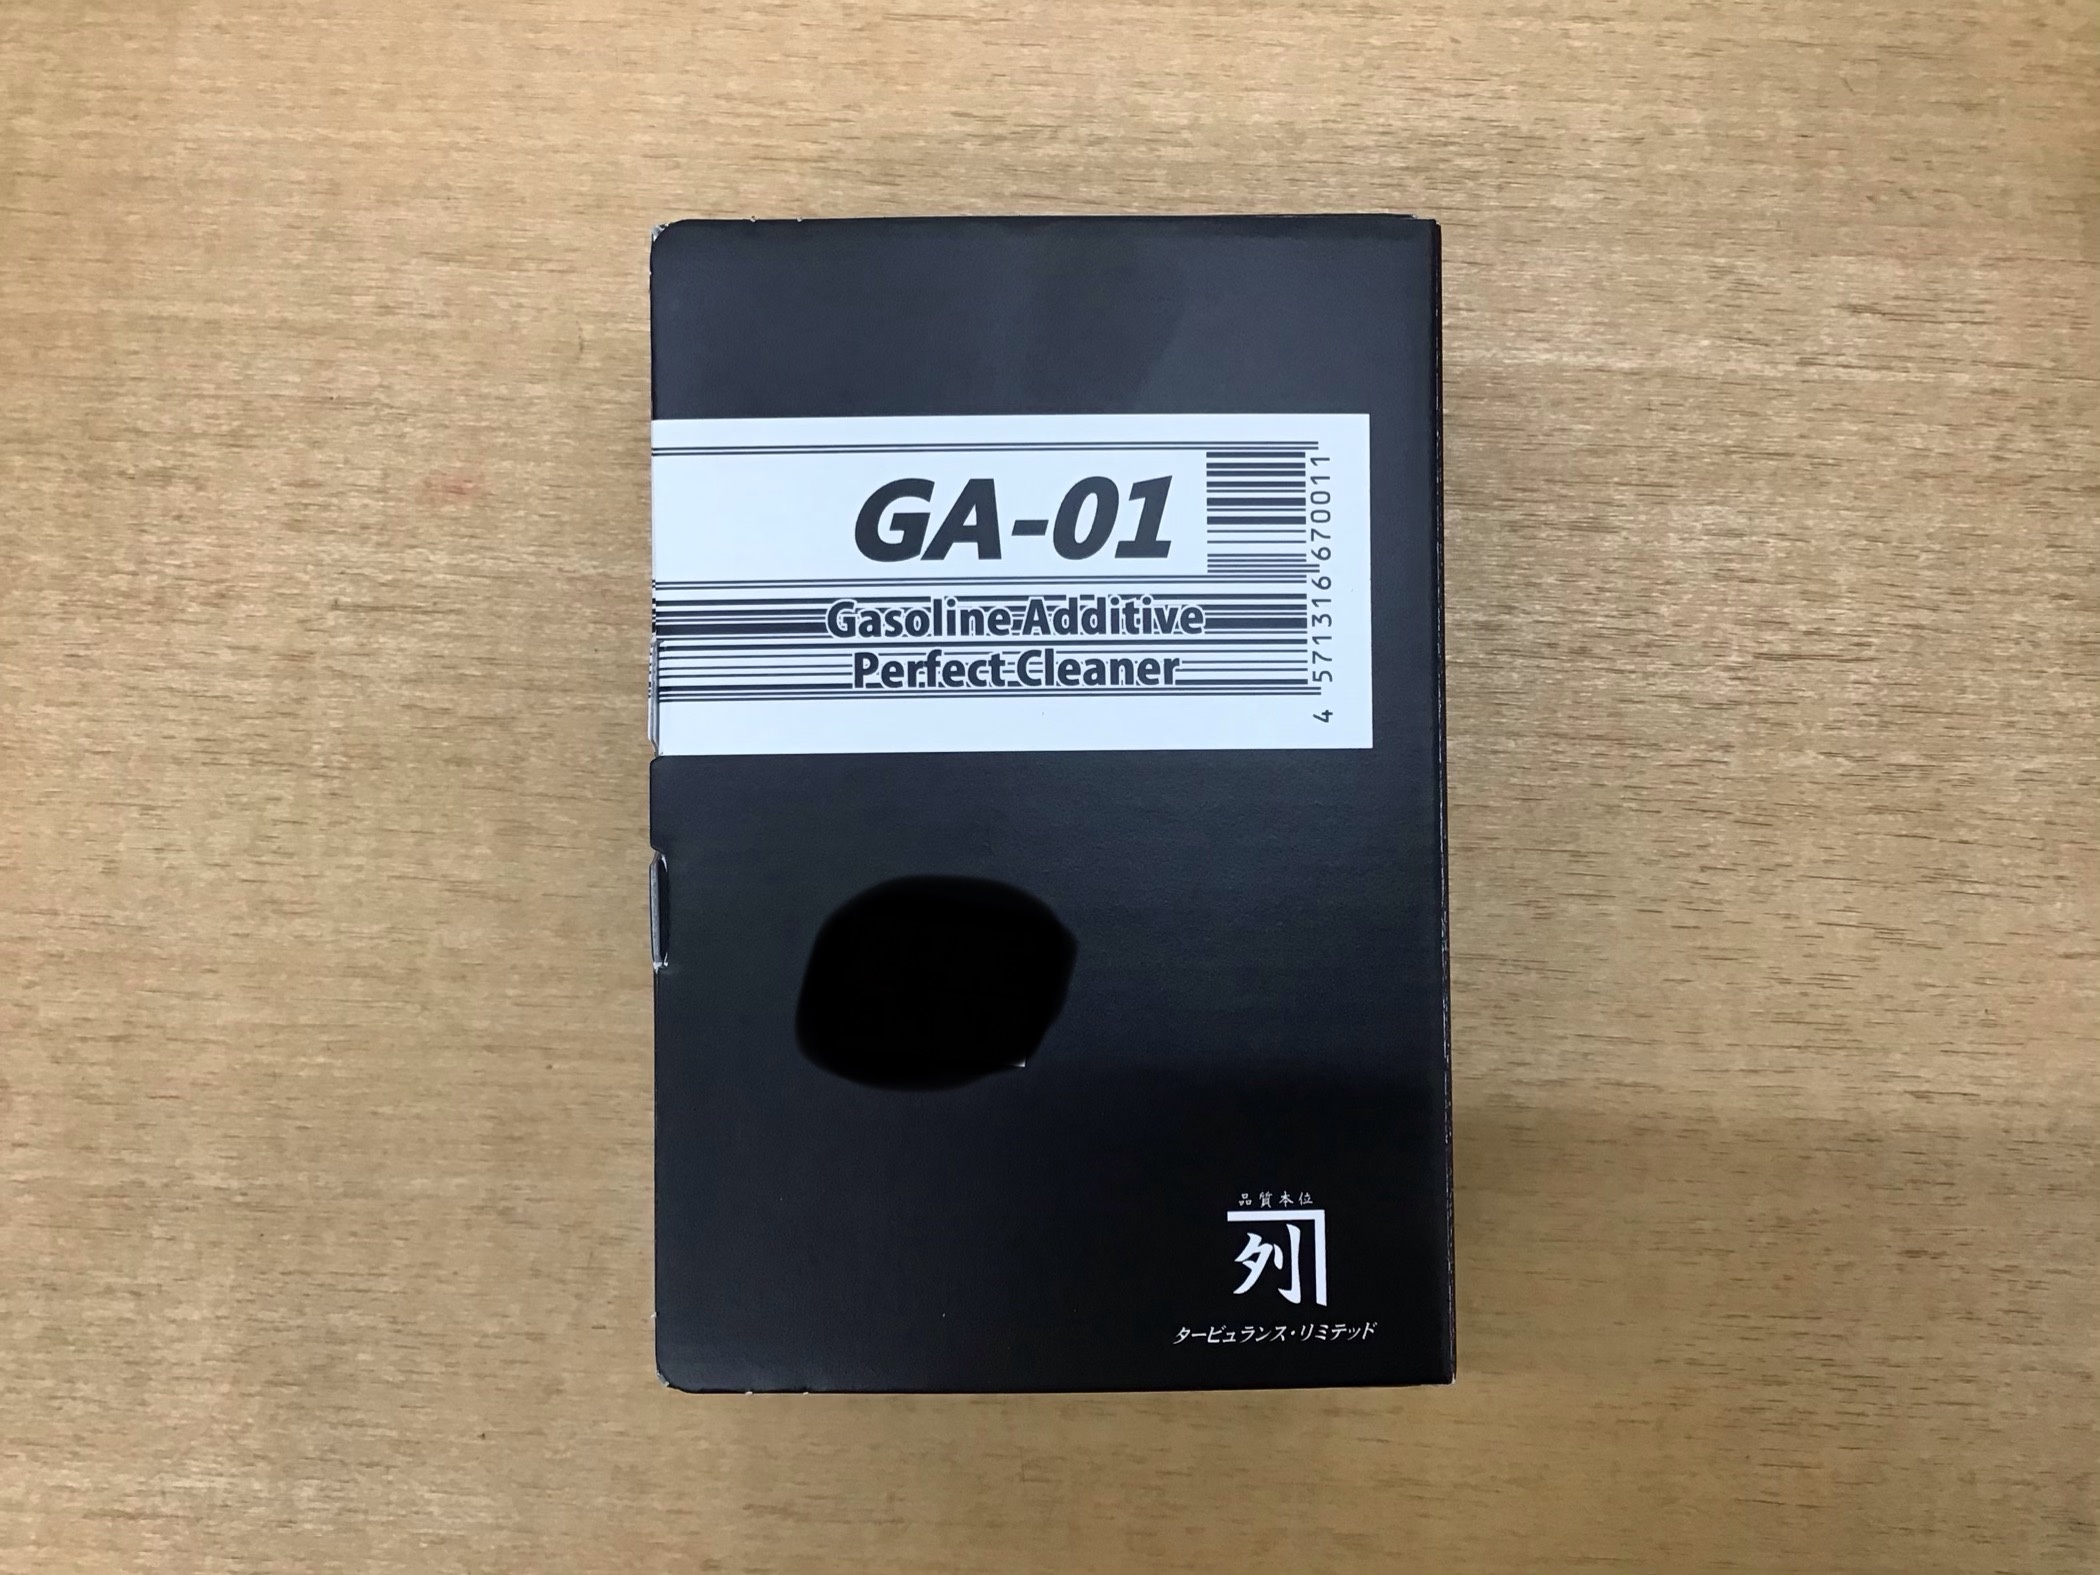 GA-01
Gasoline Additive
Perfect Cleaner
4 571316 670011
品質本位
列
タービュランス・リミテッド